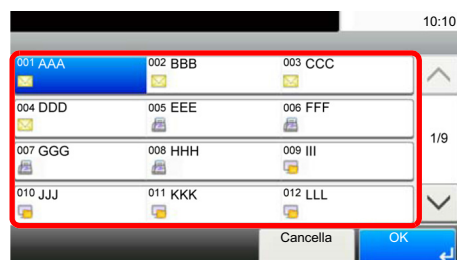 10:10
001 AAA 002 BBB 003 CCC
004 DDD 005 EEE 006 FFF
1/9
007 GGG 008 HHH 009 III
010 JJJ 011 KKK 012 LLL
Cancella OK